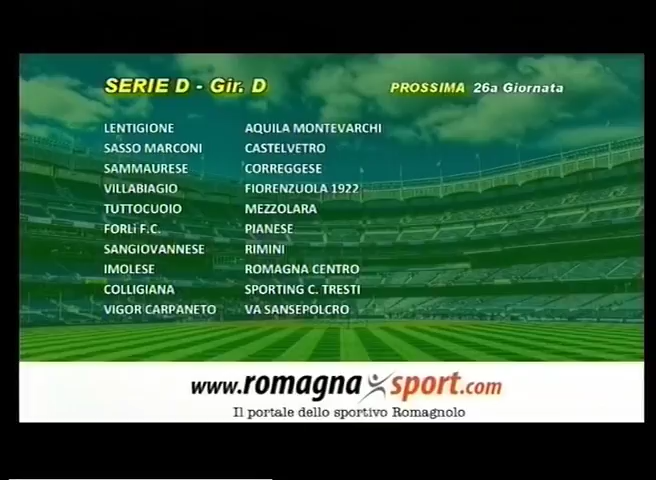 SERIE D - Gir. D PROSSIMA 26a Giornata
LENTIGIONE AQUILA MONTEVARCHI
SASSO MARCONI CASTELVETRO
SAMMAURESE CORREGGESE
VILLABIAGIO FIORENZUOLA 1922
TUTTOCUOIO MEZZOLARA
FORLì F.C. PIANESE
SANGIOVANNESE RIMINI
IMOLESE ROMAGNA CENTRO
COLLIGIANA SPORTING C. TRESTI
VIGOR CARPANETO VA SANSEPOLCRO
www.romagnasport.com
Il portale dello sportivo Romagnolo